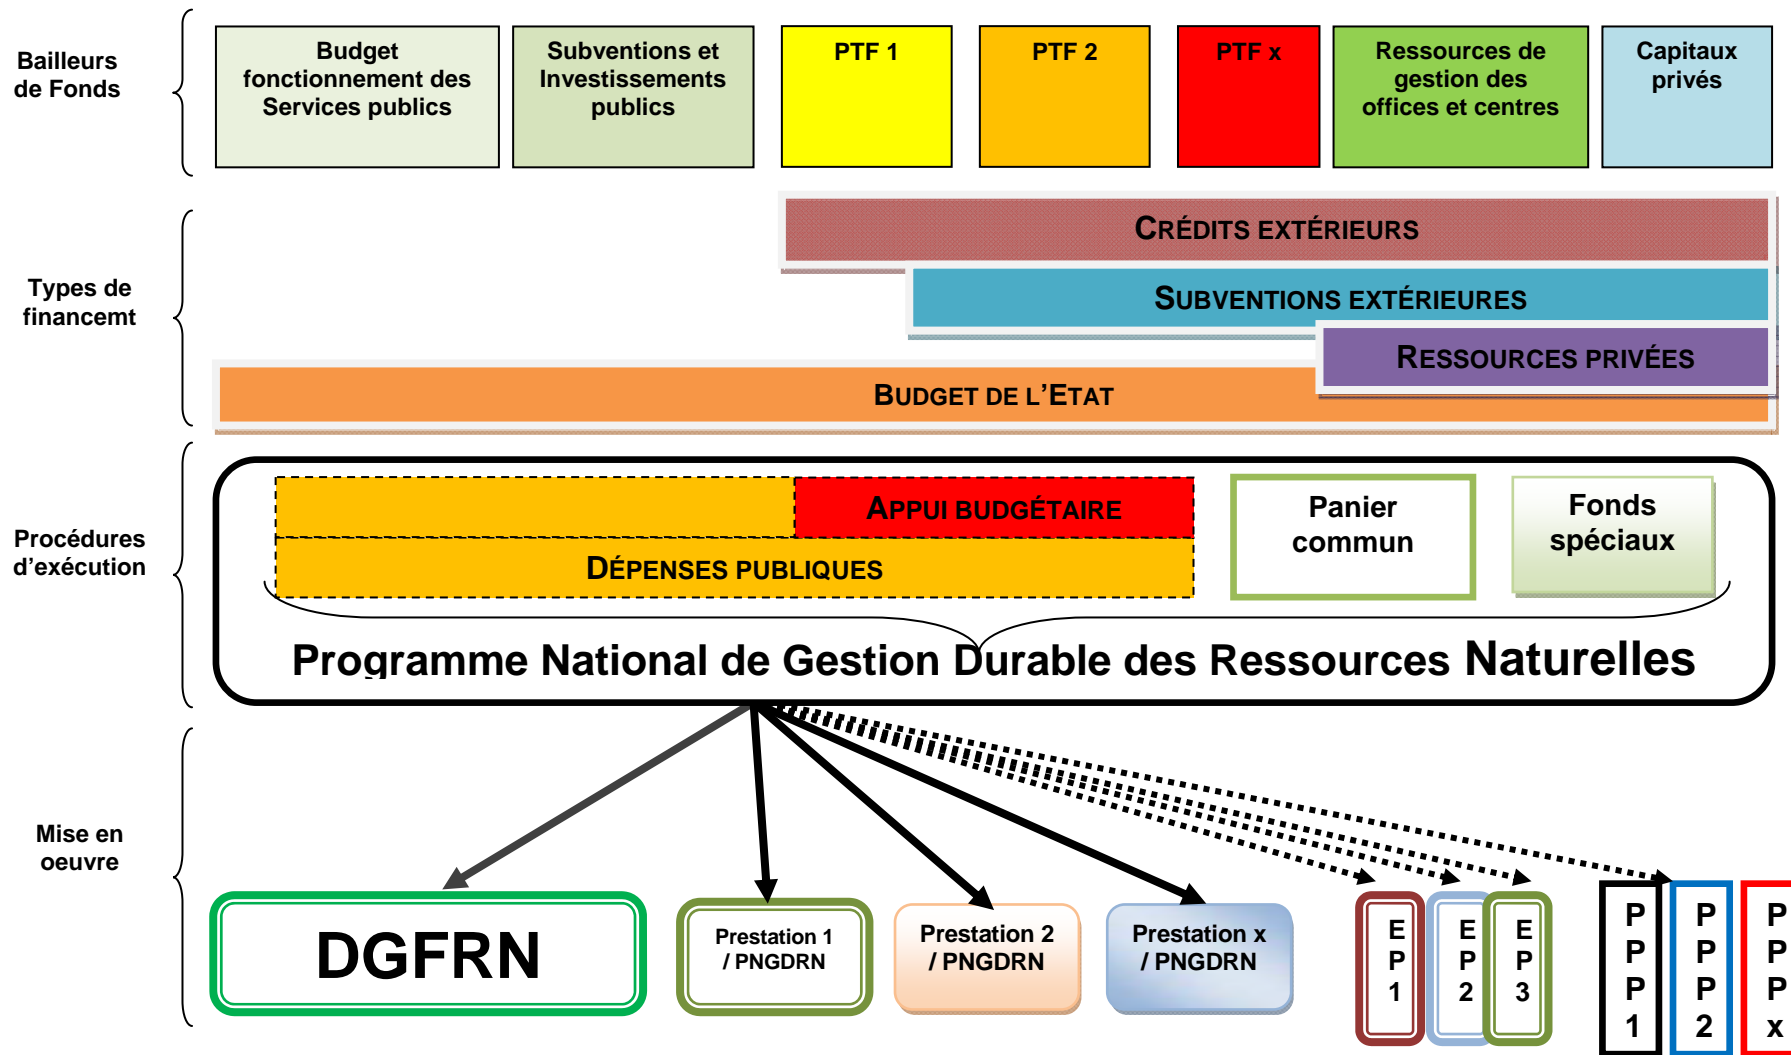 Bailleurs
de Fonds
Budget
fonctionnement des
Services publics
Subventions et
Investissements
publics
PTF 1
PTF 2
PTF x
Ressources de
gestion des
offices et centres
Capitaux
privés
Types de
financemt
CRÉDITS EXTÉRIEURS
SUBVENTIONS EXTÉRIEURES
RESSOURCES PRIVÉES
BUDGET DE L'ETAT
Procédures
d'exécution
APPUI BUDGÉTAIRE
DÉPENSES PUBLIQUES
Panier
commun
Fonds
spéciaux
Programme National de Gestion Durable des Ressources Naturelles
Mise en
oeuvre
DGFRN
Prestation 1
/ PNGDRN
Prestation 2
/ PNGDRN
Prestation x
/ PNGDRN
E
P
1
E
P
2
E
P
3
P
P
P
1
P
P
P
2
P
P
P
x